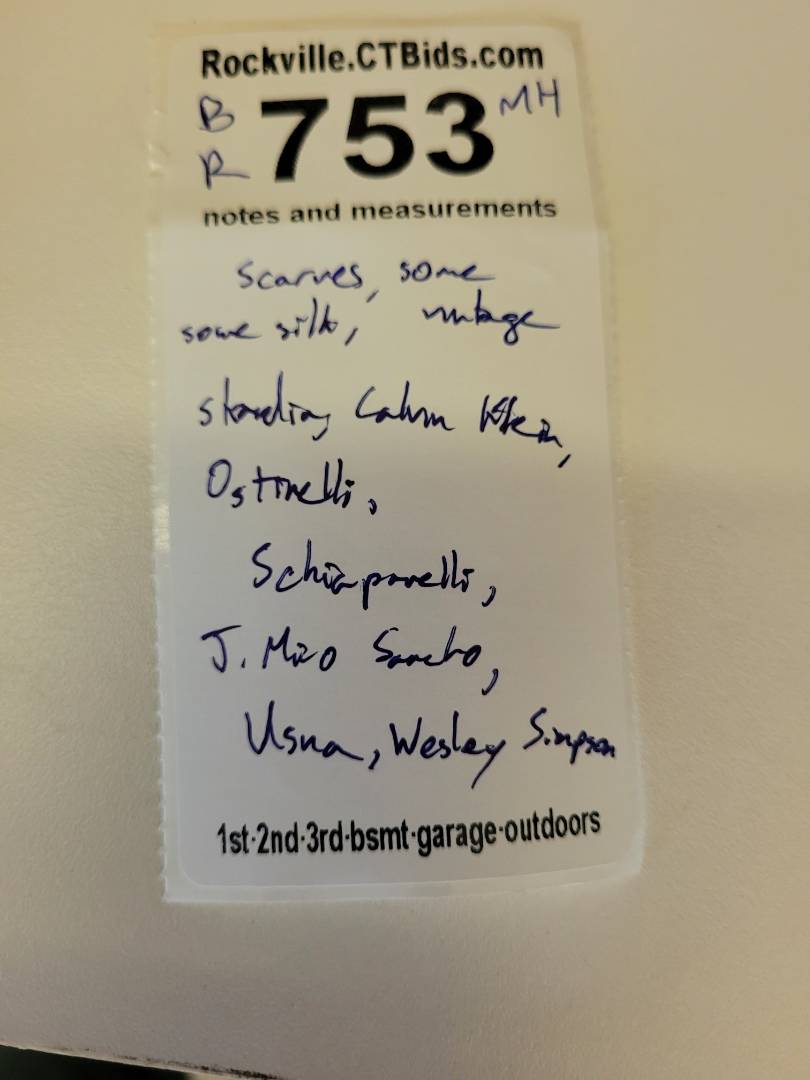 Rockville.CTBids.com
B 753 MH
R
notes and measurements
scarves, some
some silk, vintage
Calvin Klein,
Ostinelli,
Schiaparelli,
J. Miro Sancho,
Usna, Wesley Simpson
1st·2nd·3rd·bsmt·garage·outdoors